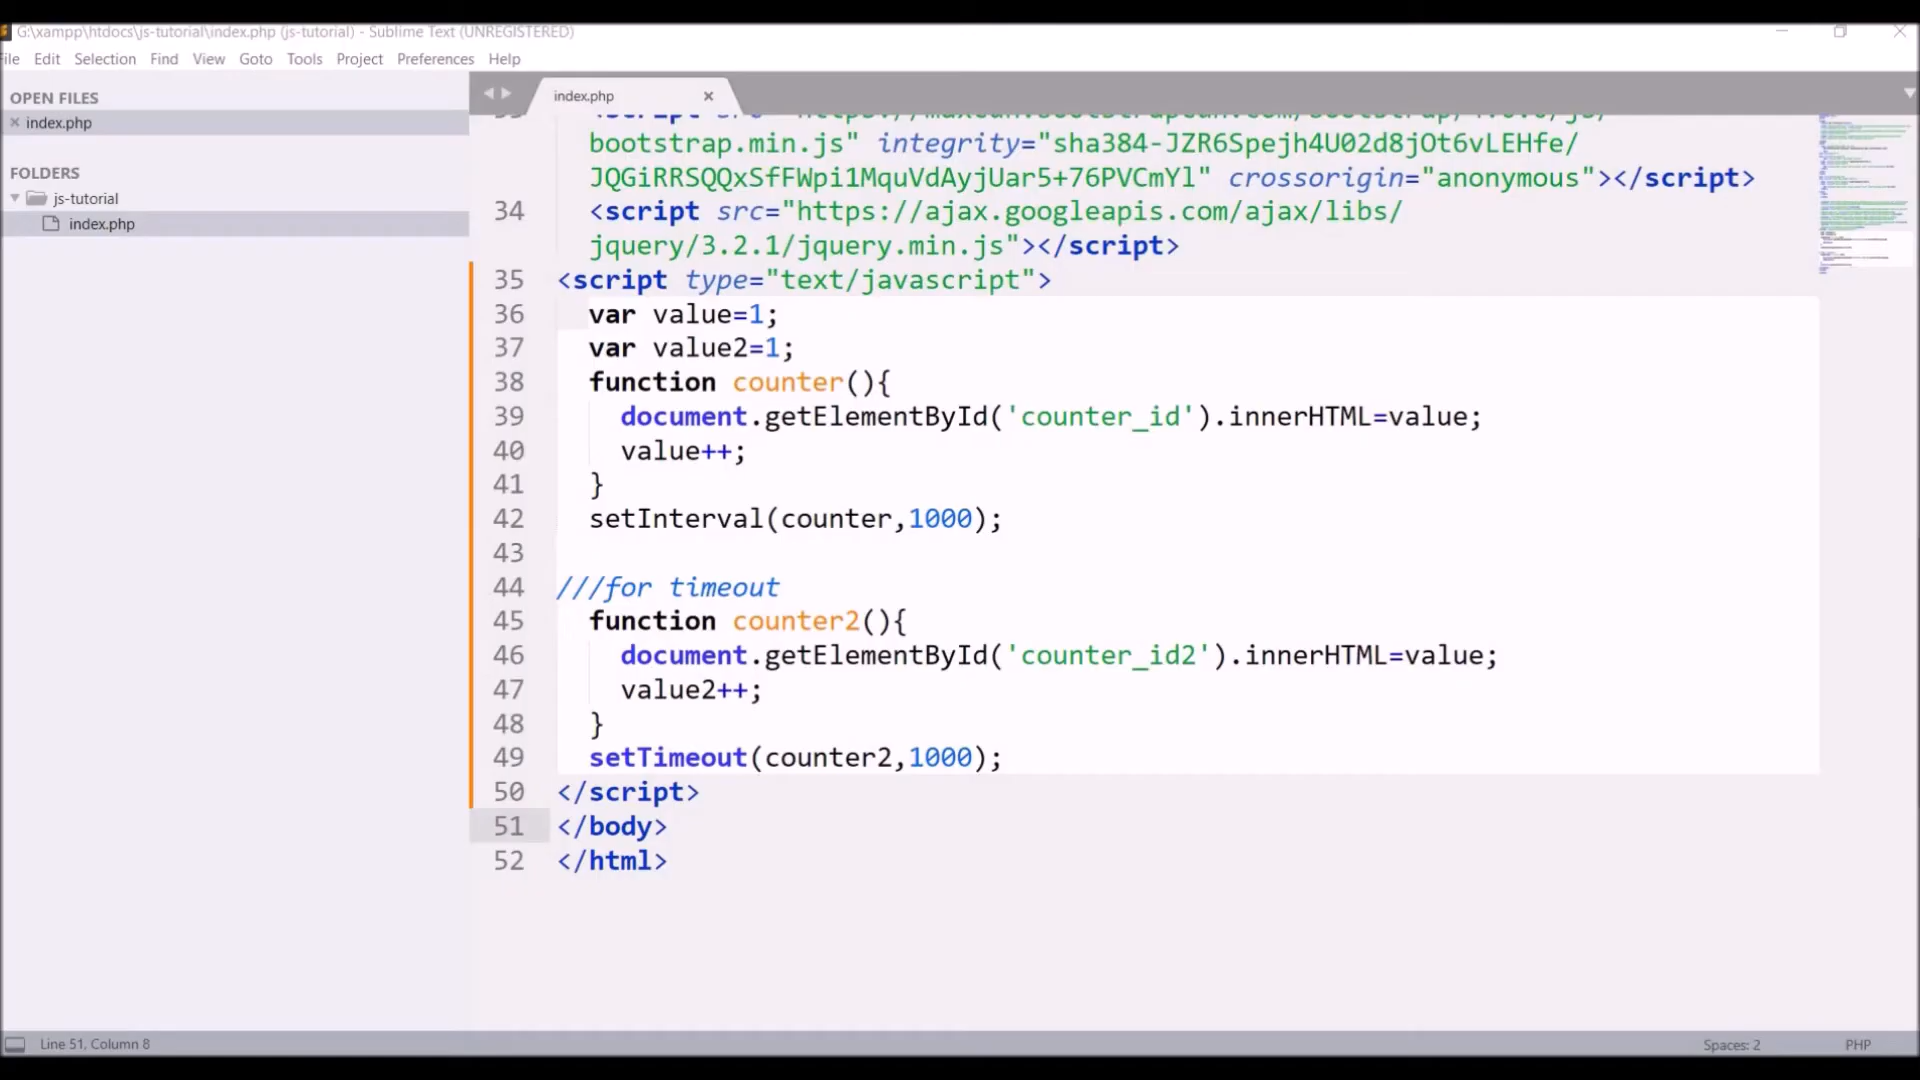 G:\xampp\htdocs\js-tutorial\index.php (js-tutorial) - Sublime Text (UNREGISTERED)
ile Edit Selection Find View Goto Tools Project Preferences Help
OPEN FILES
index.php
FOLDERS
js-tutorial
index.php
index.php
bootstrap.min.js" integrity="sha384-JZR6Spejh4U02d8jOt6vLEHfe/
JQGiRRSQQxSfFWpi1MquVdAyjUar5+76PVCmYl" crossorigin="anonymous"></script>
34 <script src="https://ajax.googleapis.com/ajax/libs/
jquery/3.2.1/jquery.min.js"></script>
35 <script type="text/javascript">
36 var value=1;
37 var value2=1;
38 function counter(){
39 document.getElementById('counter_id').innerHTML=value;
40 value++;
41 }
42 setInterval(counter,1000);
43
44 ///for timeout
45 function counter2(){
46 document.getElementById('counter_id2').innerHTML=value;
47 value2++;
48 }
49 setTimeout(counter2,1000);
50 </script>
51 </body>
52 </html>
Line 51, Column 8
Spaces: 2
PHP